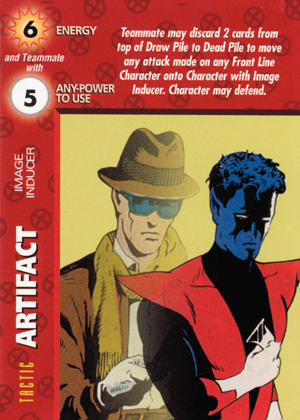 6 ENERGY
and Teammate
with
5 ANY-POWER
TO USE
Teammate may discard 2 cards from
top of Draw Pile to Dead Pile to move
any attack made on any Front Line
Character onto Character with Image
Inducer. Character may defend.
TACTIC
ARTIFACT
IMAGE
INDUCER